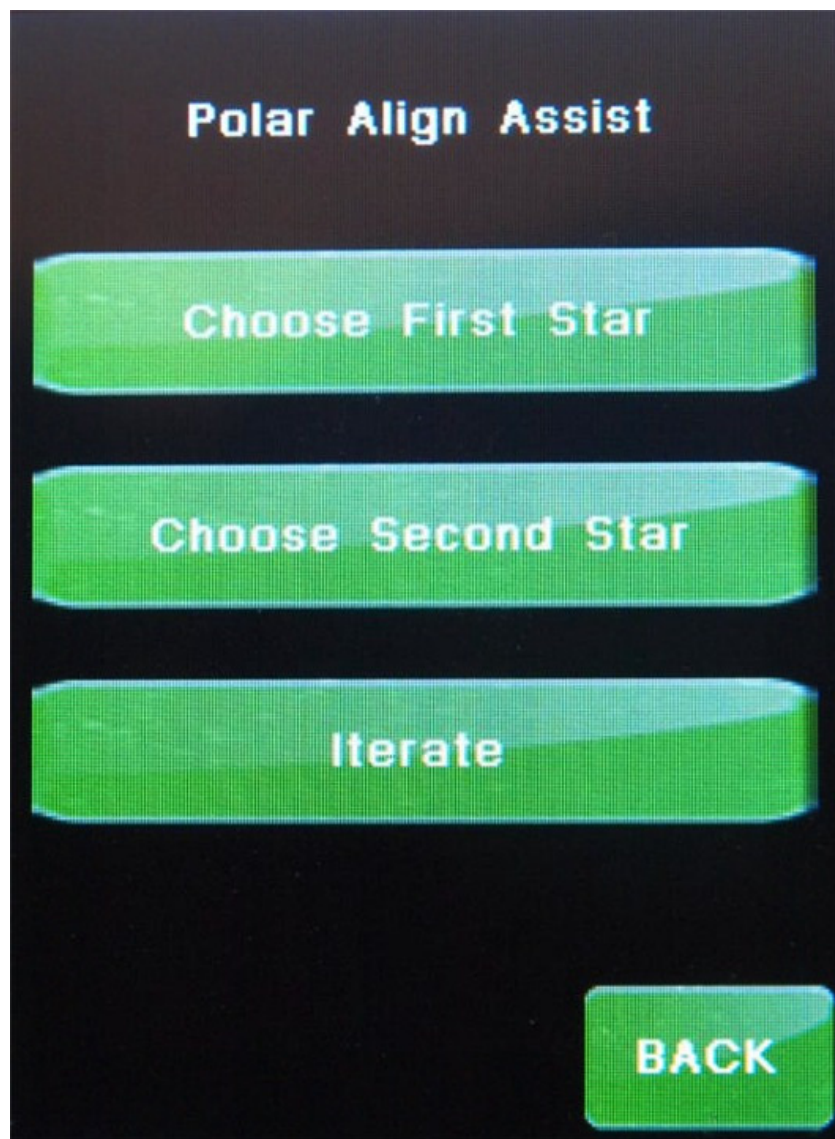 Polar Align Assist
Choose First Star
Choose Second Star
Iterate
BACK